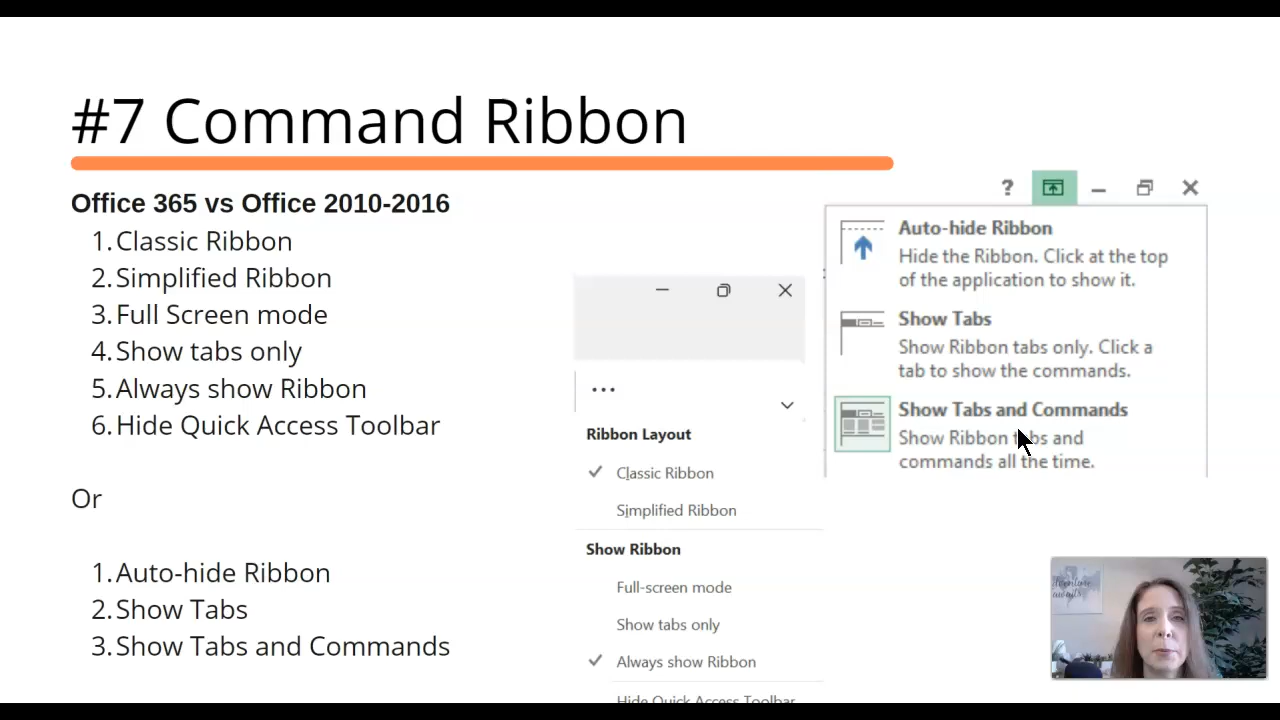 #7 Command Ribbon
Office 365 vs Office 2010-2016
1. Classic Ribbon
2. Simplified Ribbon
3. Full Screen mode
4. Show tabs only
5. Always show Ribbon
6. Hide Quick Access Toolbar
Or
1. Auto-hide Ribbon
2. Show Tabs
3. Show Tabs and Commands
Ribbon Layout
Classic Ribbon
Simplified Ribbon
Show Ribbon
Full-screen mode
Show tabs only
Always show Ribbon
Hide Quick Access Toolbar
?
Auto-hide Ribbon
Hide the Ribbon. Click at the top
of the application to show it.
Show Tabs
Show Ribbon tabs only. Click a
tab to show the commands.
Show Tabs and Commands
Show Ribbon tabs and
commands all the time.